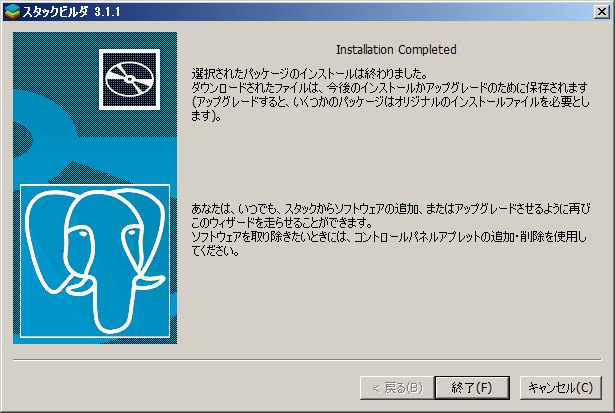 スタックビルダ 3.1.1
Installation Completed
選択されたパッケージのインストールは終わりました。
ダウンロードされたファイルは、今後のインストールかアップグレードのために保存されます
(アップグレードすると、いくつかのパッケージはオリジナルのインストールファイルを必要とし
ます)。
あなたは、いつでも、スタックからソフトウェアの追加、またはアップグレードさせるように再び
このウィザードを走らせることができます。
ソフトウェアを取り除きたいときには、コントロールパネルアプレットの追加・削除を使用し
てください。
< 戻る(B)
終了(F)
キャンセル(C)